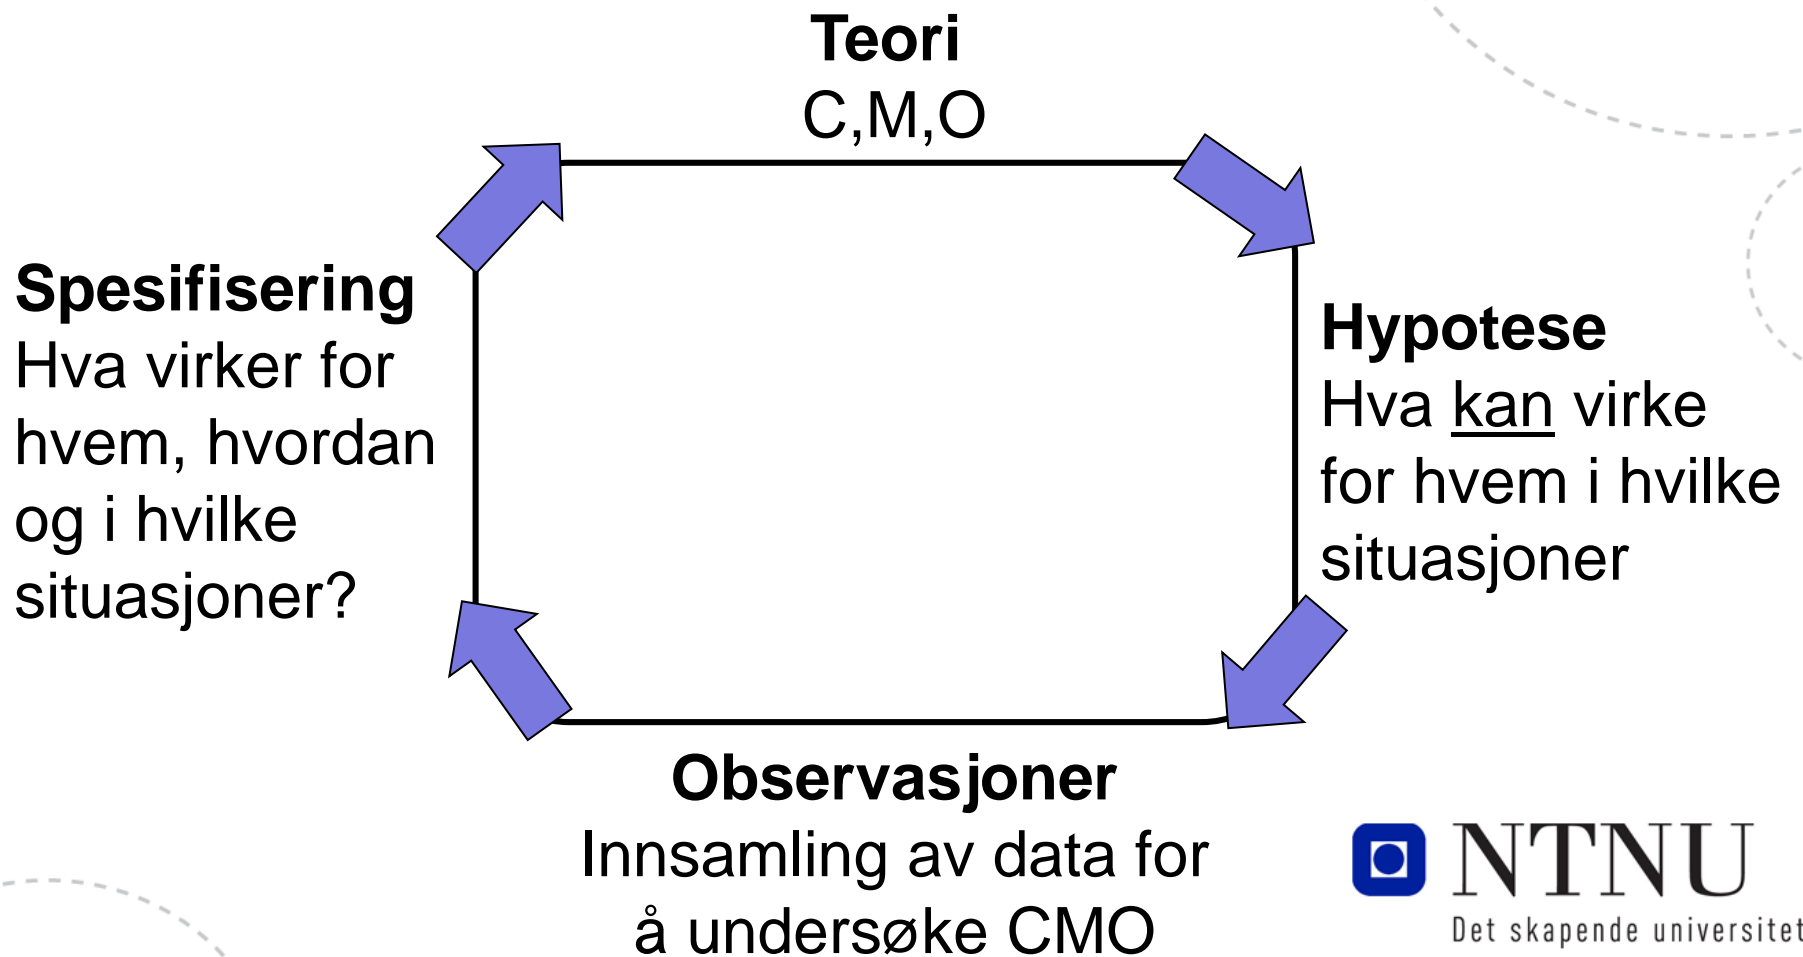 Teori
C,M,O
Spesifisering
Hva virker for
hvem, hvordan
og i hvilke
situasjoner?
Hypotese
Hva kan virke
for hvem i hvilke
situasjoner
Observasjoner
Innsamling av data for
å undersøke CMO
NTNU
Det skapende universitet